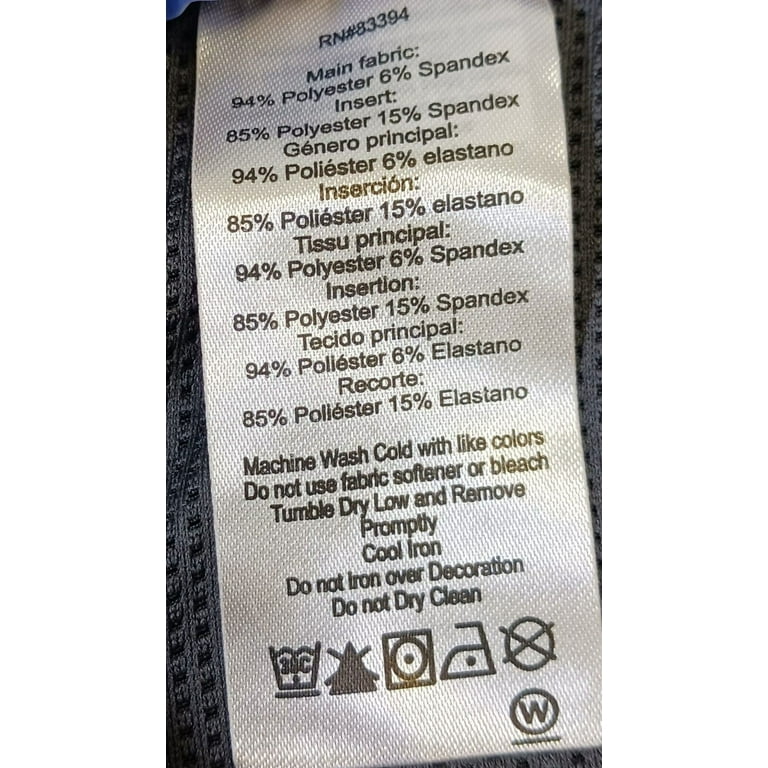 RN#83394
Main fabric:
94% Polyester 6% Spandex
Insert:
85% Polyester 15% Spandex
Género principal:
94% Poliéster 6% elastano
Inserción:
85% Poliéster 15% elastano
Tissu principal:
94% Polyester 6% Spandex
Insertion:
85% Polyester 15% Spandex
Tecido principal:
94% Poliéster 6% Elastano
Recorte:
85% Poliéster 15% Elastano
Machine Wash Cold with like colors
Do not use fabric softener or bleach
Tumble Dry Low and Remove
Promptly
Cool Iron
Do not Iron over Decoration
Do not Dry Clean
30C
W